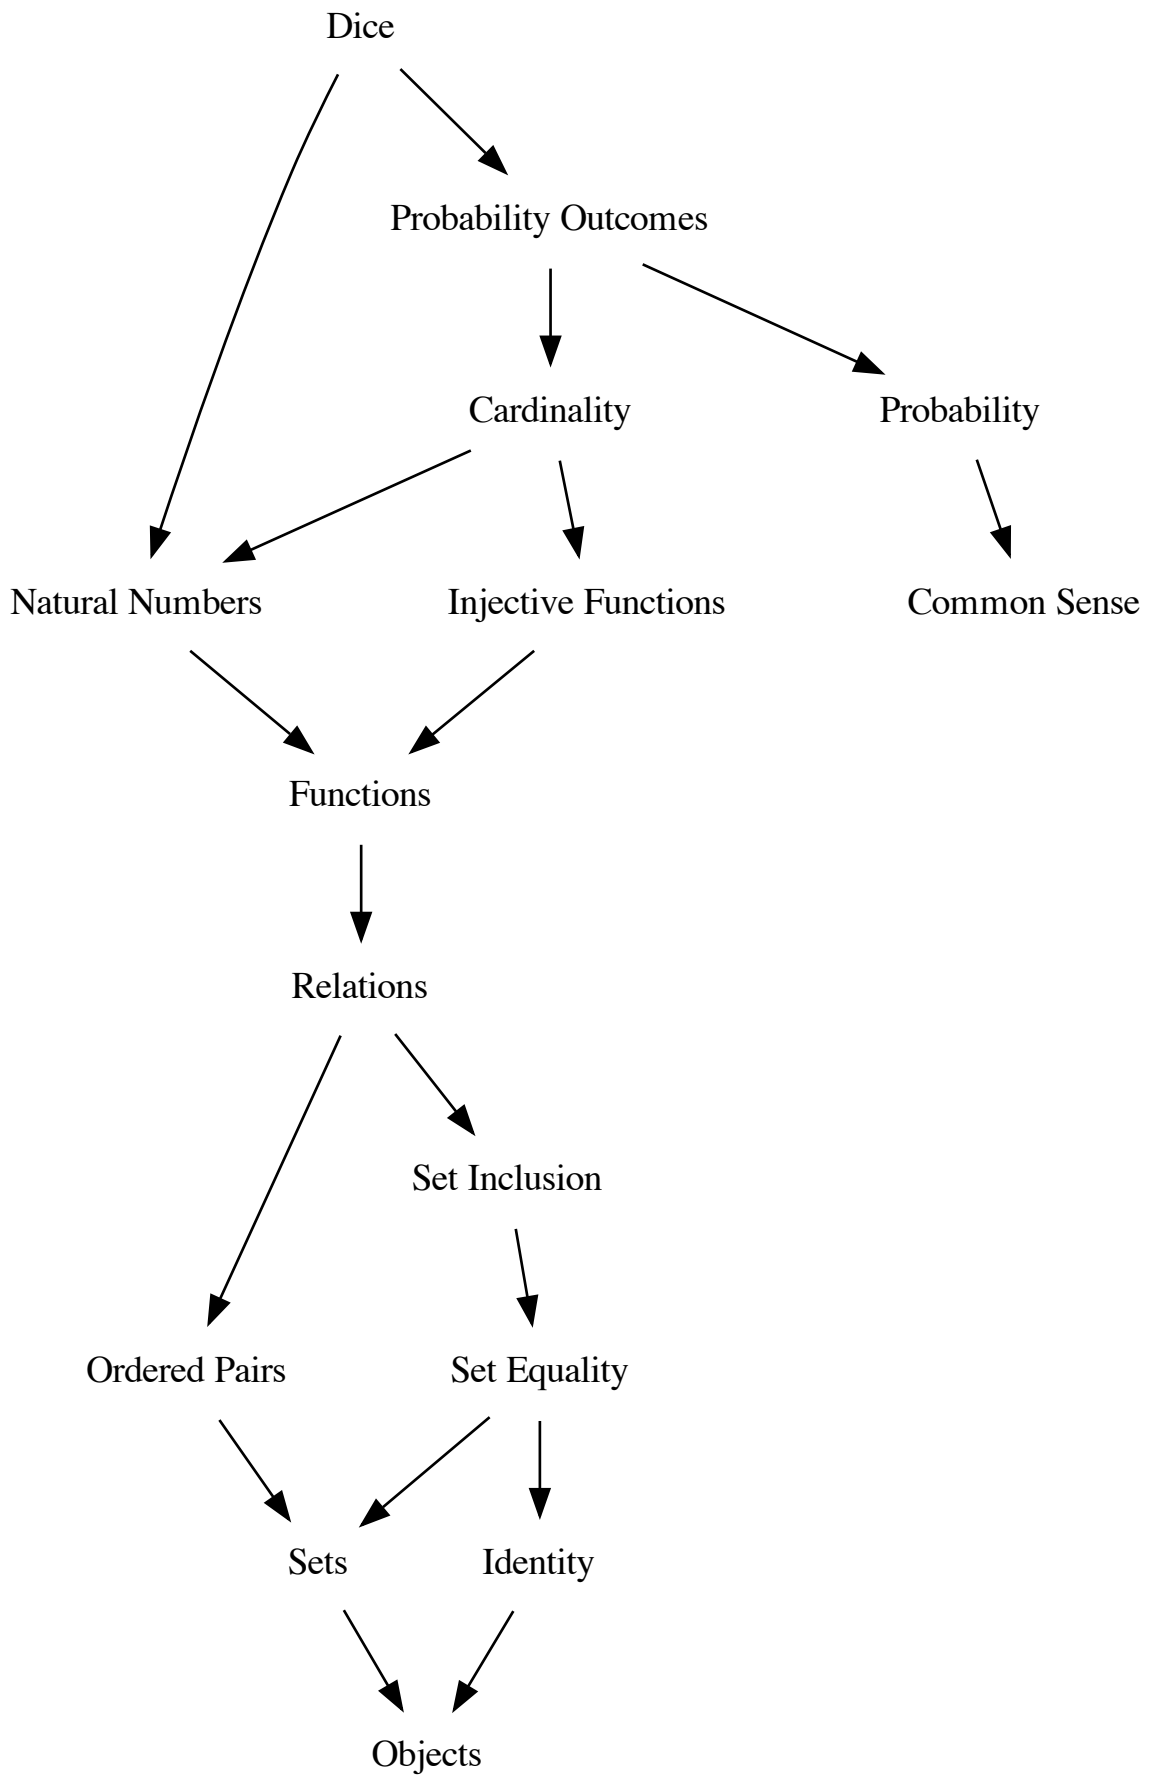 Dice
Probability Outcomes
Cardinality
Probability
Natural Numbers
Injective Functions
Common Sense
Functions
Relations
Set Inclusion
Ordered Pairs
Set Equality
Sets
Identity
Objects